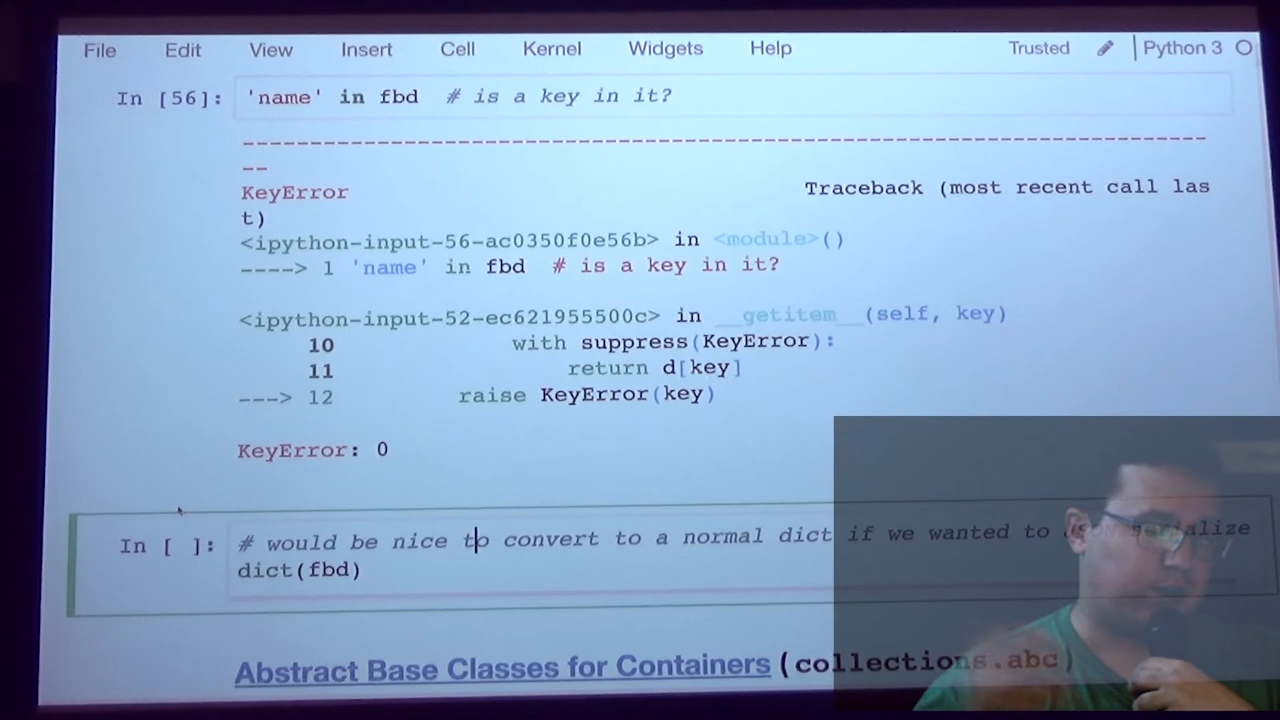 File Edit View Insert Cell Kernel Widgets Help Trusted Python 3
In [56]: 'name' in fbd # is a key in it?
---------------------------------------------------------------------------
KeyError Traceback (most recent call las
t)
<ipython-input-56-ac0350f0e56b> in <module>()
----> 1 'name' in fbd # is a key in it?
<ipython-input-52-ec621955500c> in __getitem__(self, key)
10 with suppress(KeyError):
11 return d[key]
---> 12 raise KeyError(key)
KeyError: 0
In [ ]: # would be nice to convert to a normal dict if we wanted to JSON serialize
dict(fbd)
Abstract Base Classes for Containers (collections.abc)